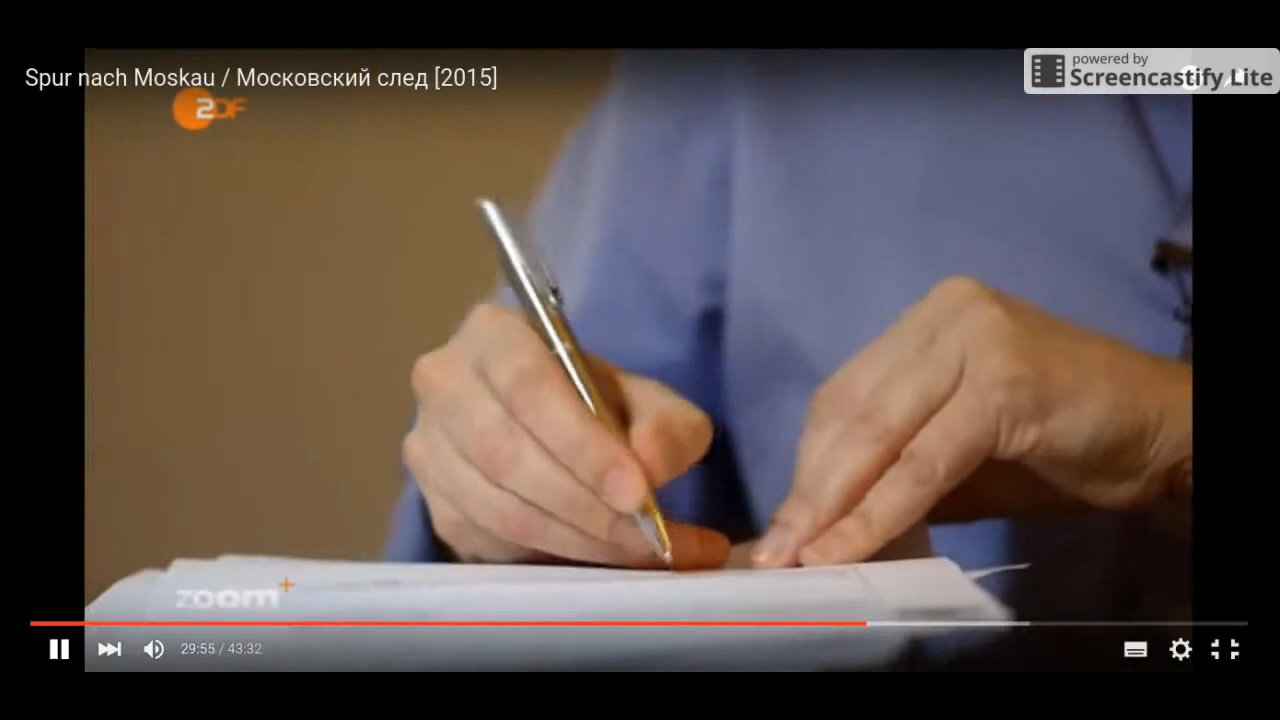 Spur nach Moskau / Московский след [2015]
powered by
Screencastify Lite
2DF
zoom+
29:55 / 43:32